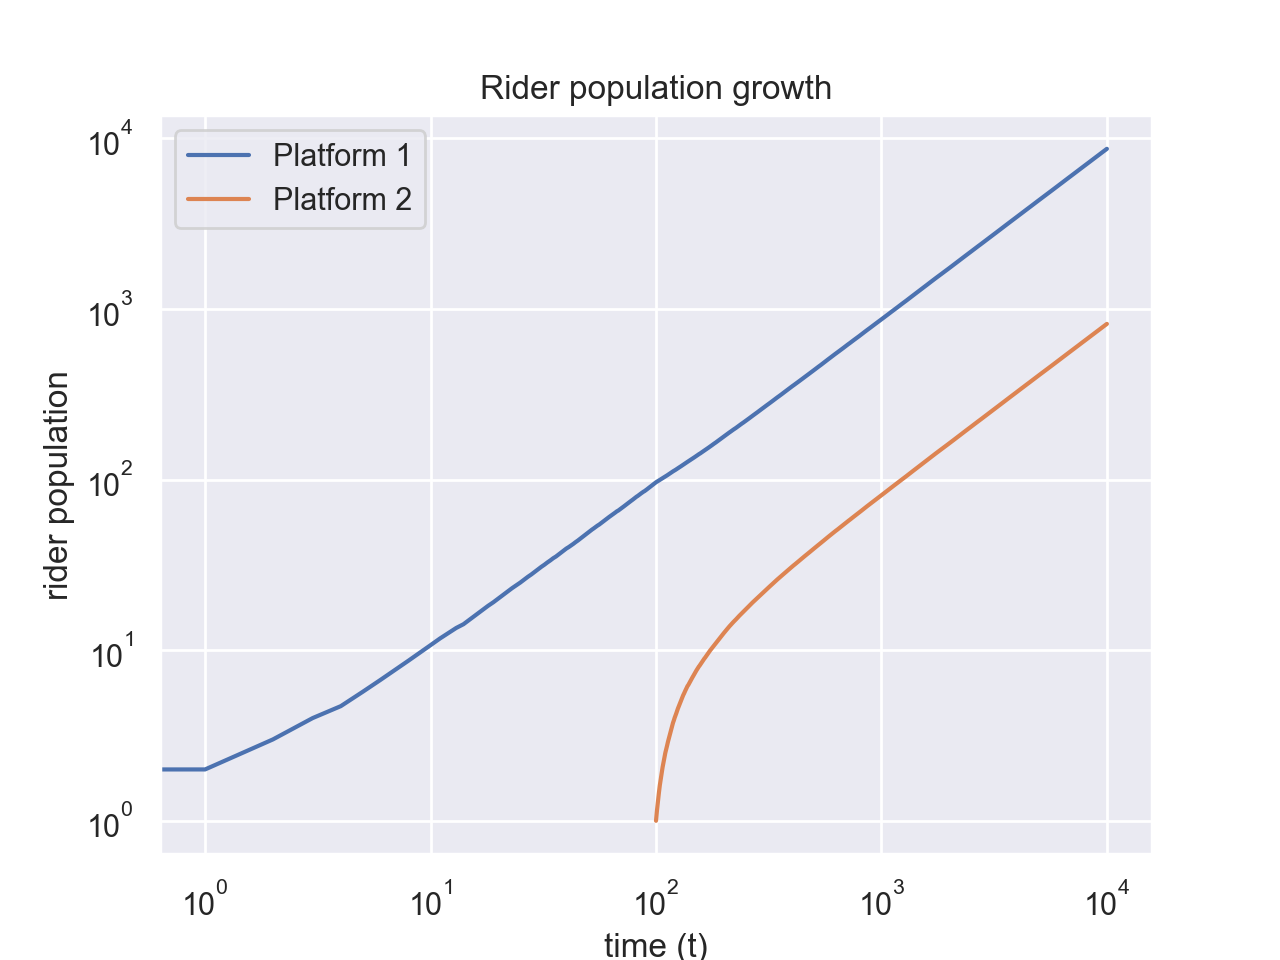 Rider population growth
Platform 1
Platform 2
rider population
10^4
10^3
10^2
10^1
10^0
10^0
10^1
10^2
10^3
10^4
time (t)